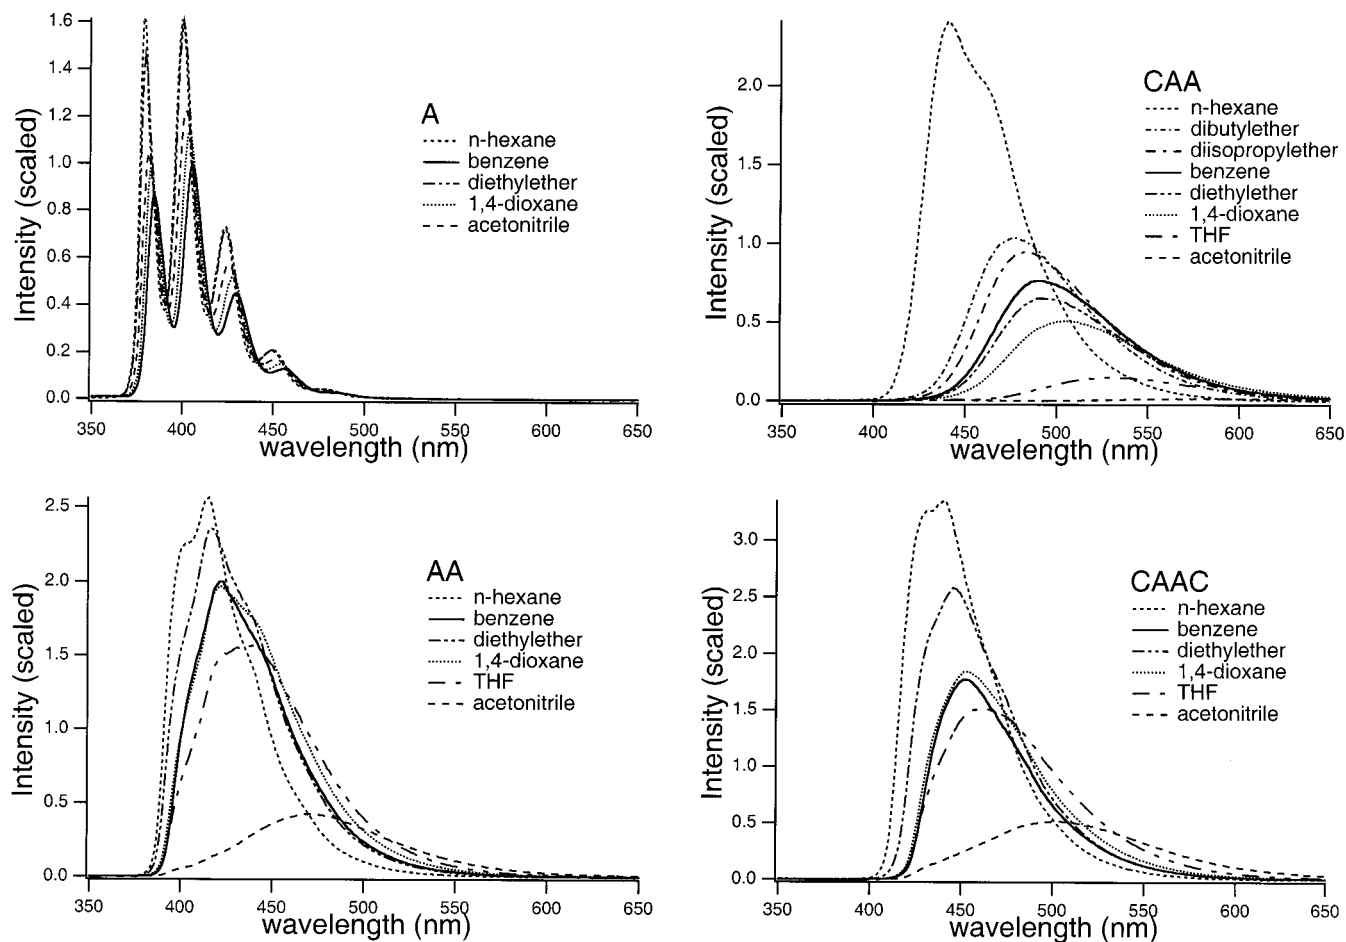 Intensity (scaled)
1.6
1.4
1.2
1.0
0.8
0.6
0.4
0.2
0.0
A
n-hexane
benzene
diethylether
1,4-dioxane
acetonitrile
350 400 450 500 550 600 650
wavelength (nm)
Intensity (scaled)
2.0
1.5
1.0
0.5
0.0
CAA
n-hexane
dibutylether
diisopropylether
benzene
diethylether
1,4-dioxane
THF
acetonitrile
350 400 450 500 550 600 650
wavelength (nm)
Intensity (scaled)
2.5
2.0
1.5
1.0
0.5
0.0
AA
n-hexane
benzene
diethylether
1,4-dioxane
THF
acetonitrile
350 400 450 500 550 600 650
wavelength (nm)
Intensity (scaled)
3.0
2.5
2.0
1.5
1.0
0.5
0.0
CAAC
n-hexane
benzene
diethylether
1,4-dioxane
THF
acetonitrile
350 400 450 500 550 600 650
wavelength (nm)